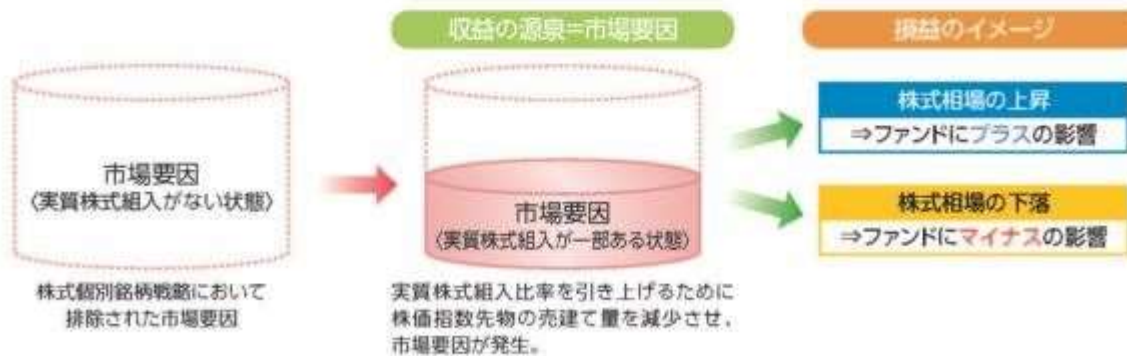 収益の源泉=市場要因
損益のイメージ
市場要因
〈実質株式組入がない状態〉
株式個別銘柄戦略において
排除された市場要因
市場要因
〈実質株式組入が一部ある状態〉
実質株式組入比率を引き上げるために
株価指数先物の売建て量を減少させ、
市場要因が発生。
株式相場の上昇
⇒ファンドにプラスの影響
株式相場の下落
⇒ファンドにマイナスの影響